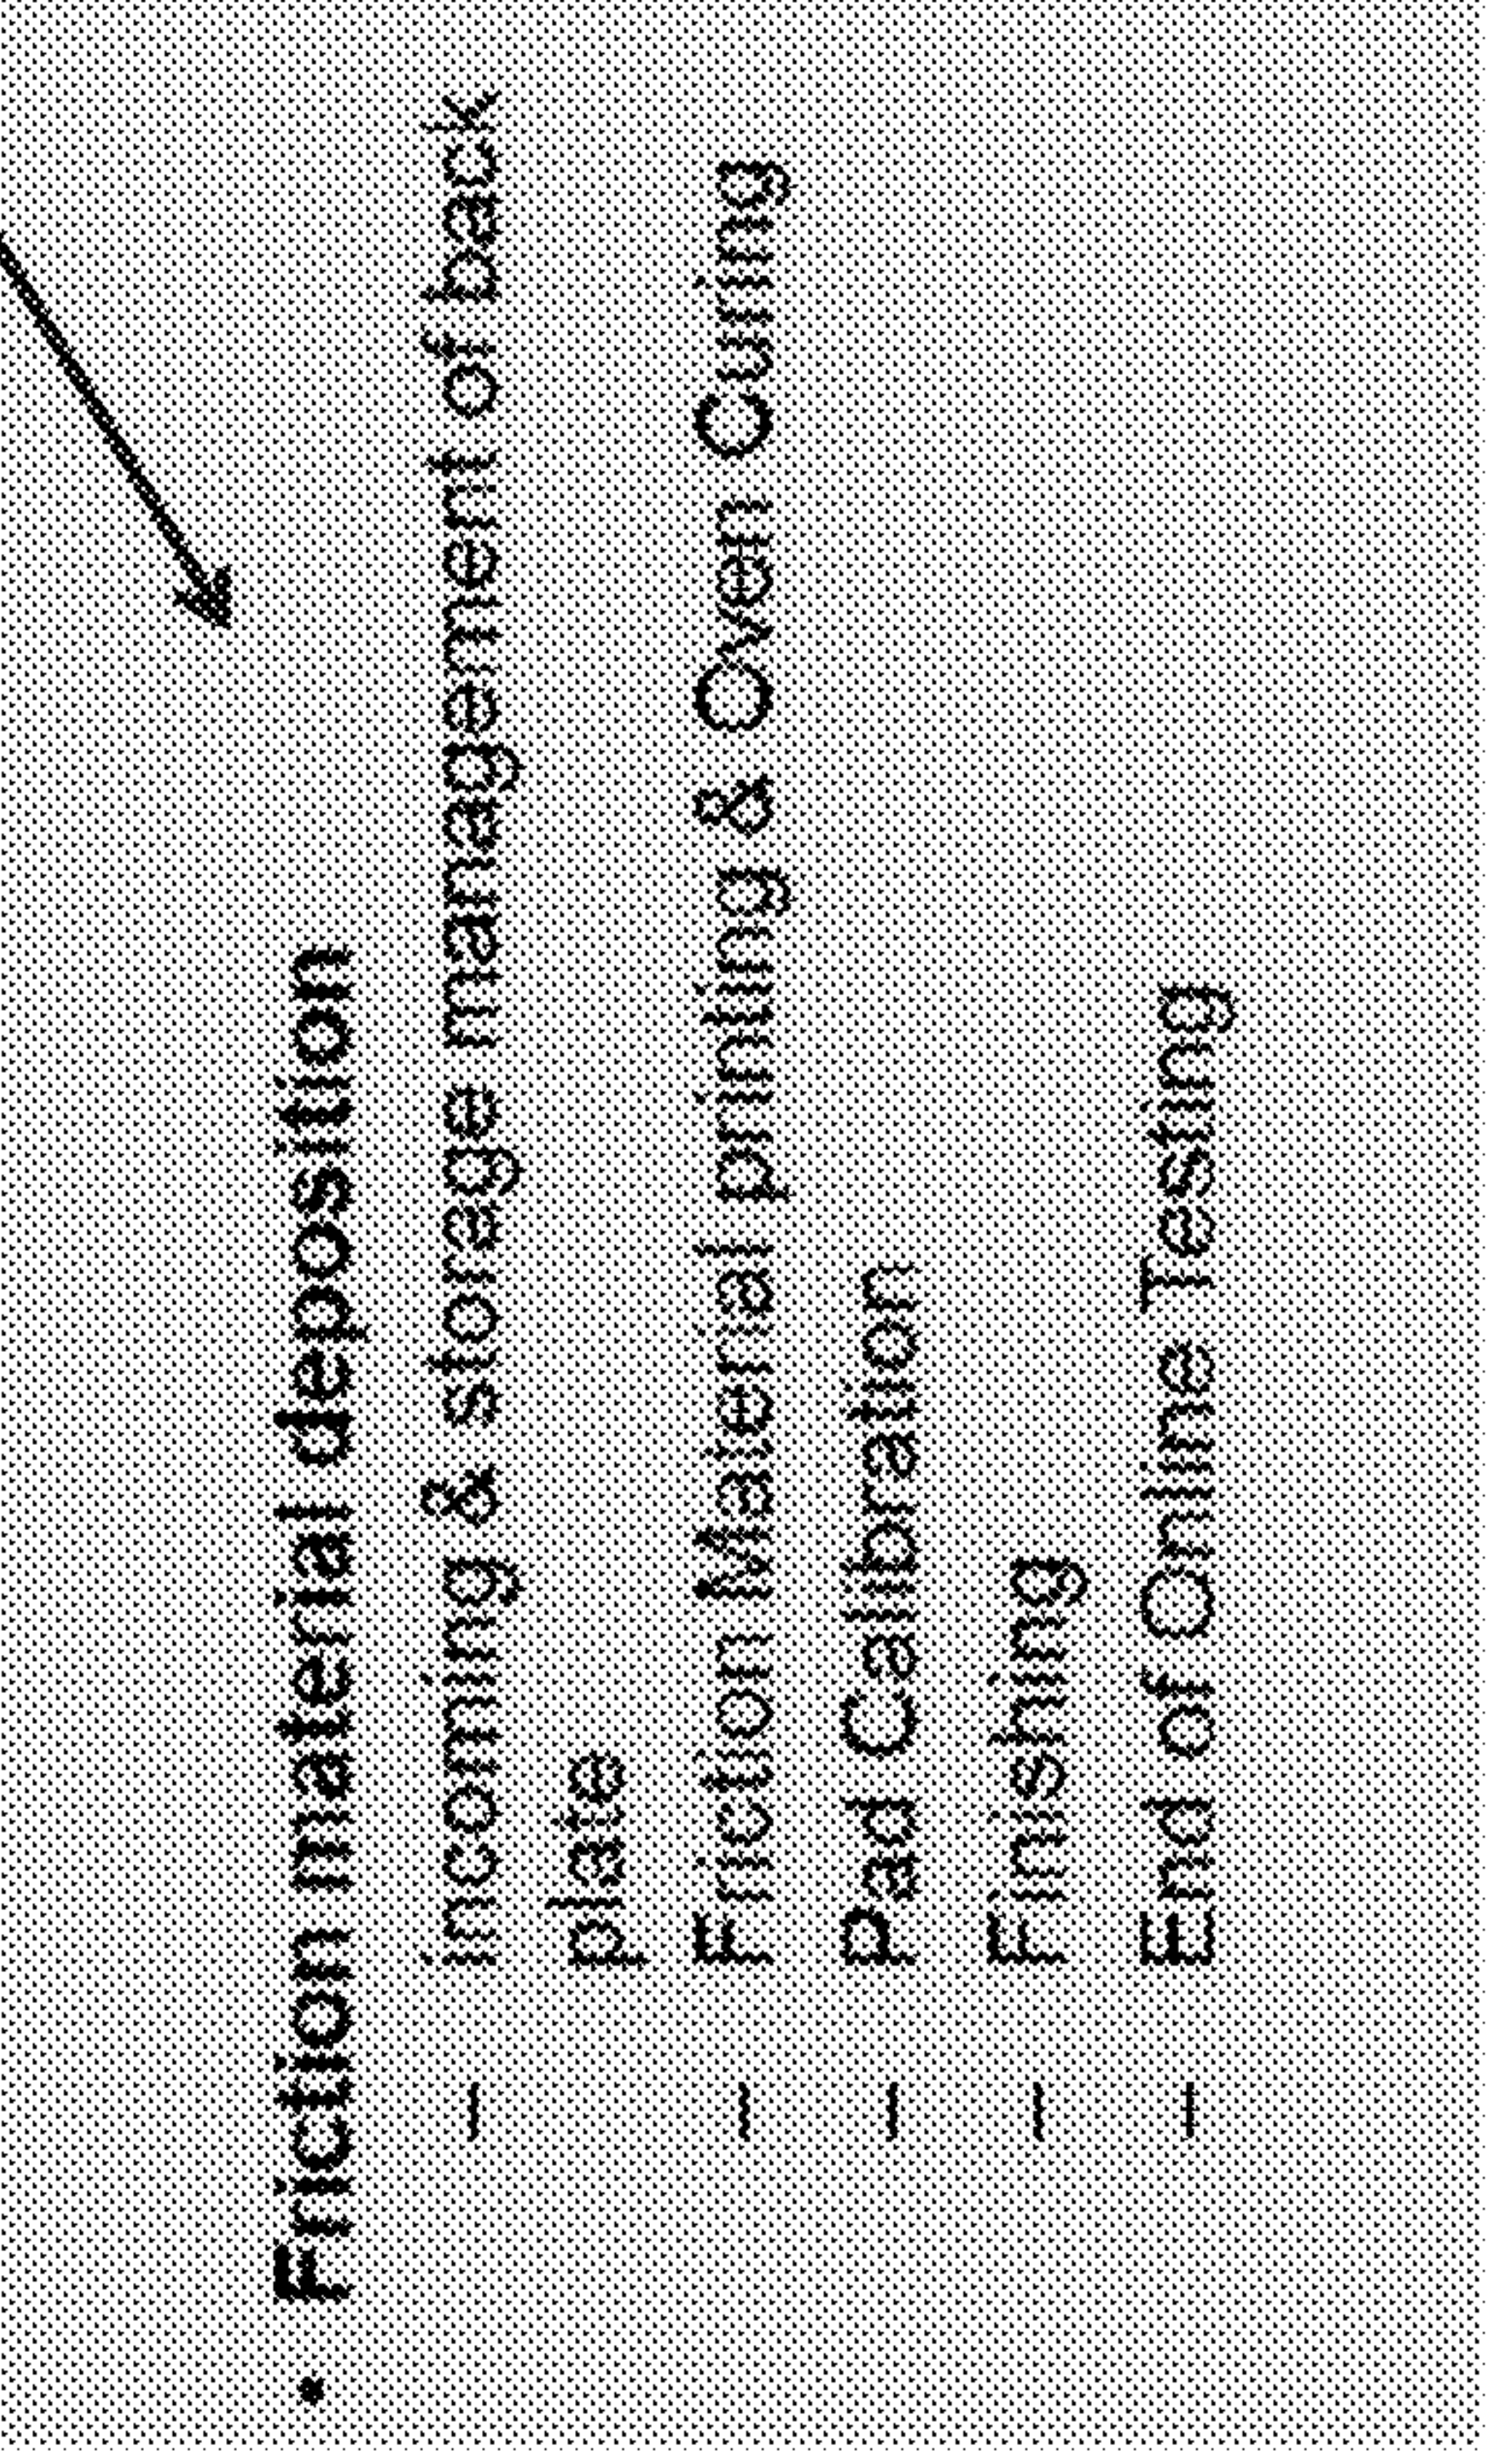 • Friction material deposition
– incoming & storage management of back
plate
– Friction Material printing & Oven Curing
– Pad Calibration
– Finishing
– End of Online Testing